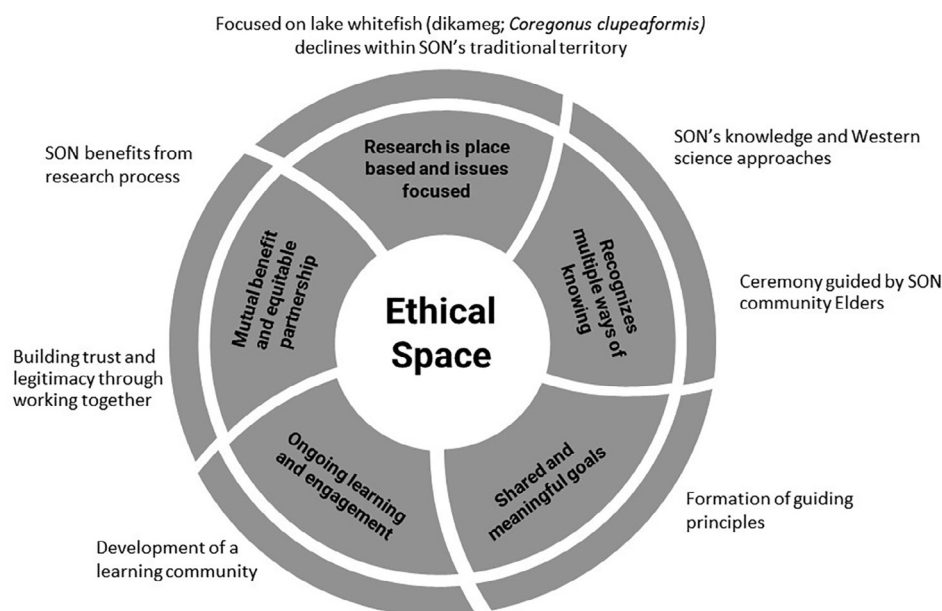 Focused on lake whitefish (dikameg; Coregonus clupeaformis)
declines within SON's traditional territory
SON benefits from
research process
Research is place
based and issues
focused
SON's knowledge and Western
science approaches
Mutual benefit
and equitable
partnership
Recognizes
multiple ways of
knowing
Ethical
Space
Ceremony guided by SON
community Elders
Building trust and
legitimacy through
working together
Ongoing learning
and engagement
Shared and
meaningful goals
Formation of guiding
principles
Development of a
learning community